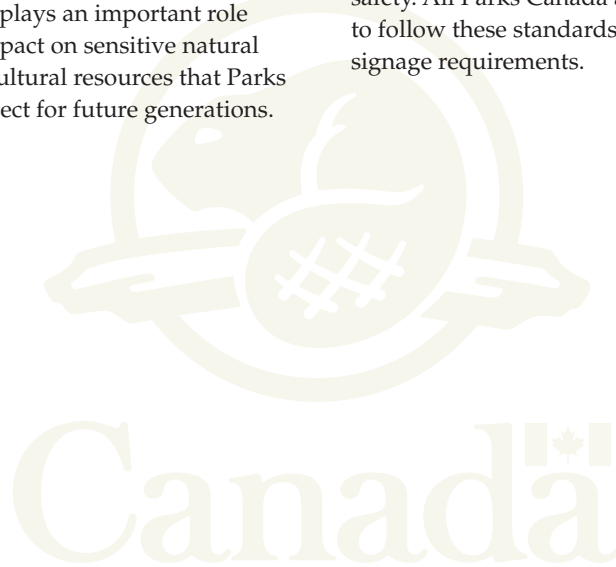 plays an important role
pact on sensitive natural
ultural resources that Parks
ect for future generations.
safety. All Parks Canada
to follow these standards
signage requirements.
Canada